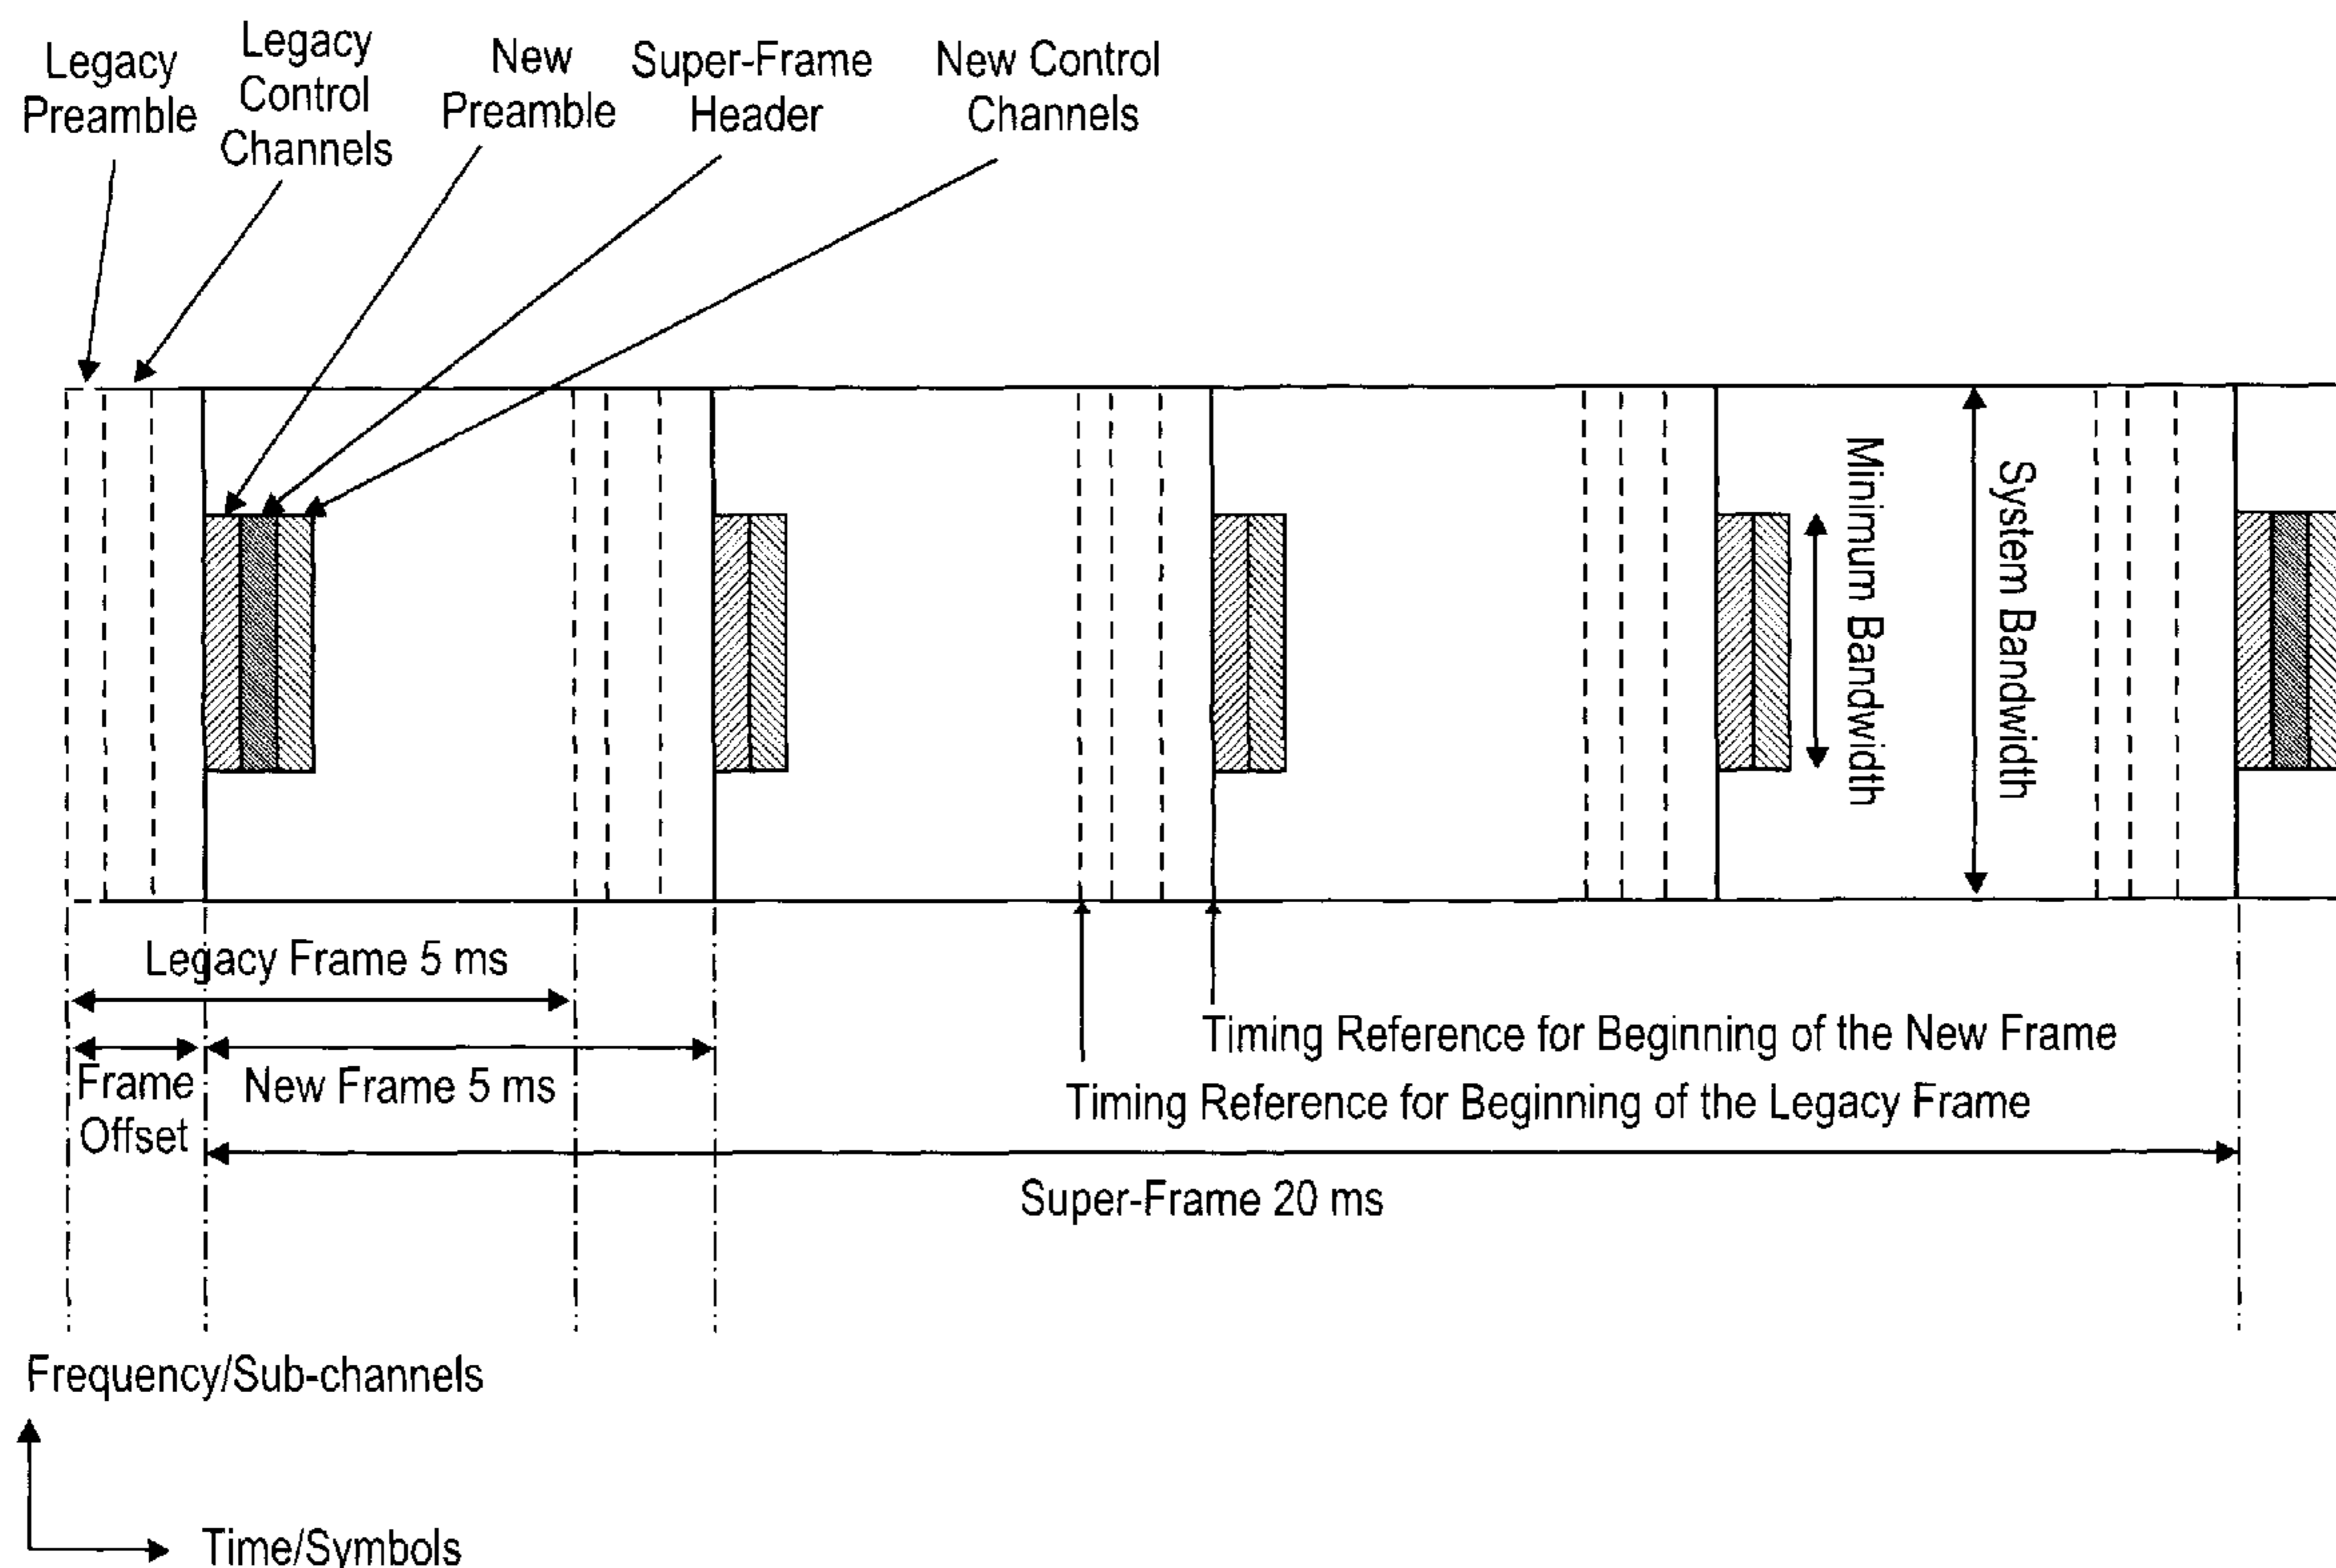 Legacy
Preamble
Legacy
Control
Channels
New
Preamble
Super-Frame
Header
New Control
Channels
Minimum Bandwidth
System Bandwidth
Legacy Frame 5 ms
Frame
Offset
New Frame 5 ms
Timing Reference for Beginning of the New Frame
Timing Reference for Beginning of the Legacy Frame
Super-Frame 20 ms
Frequency/Sub-channels
Time/Symbols